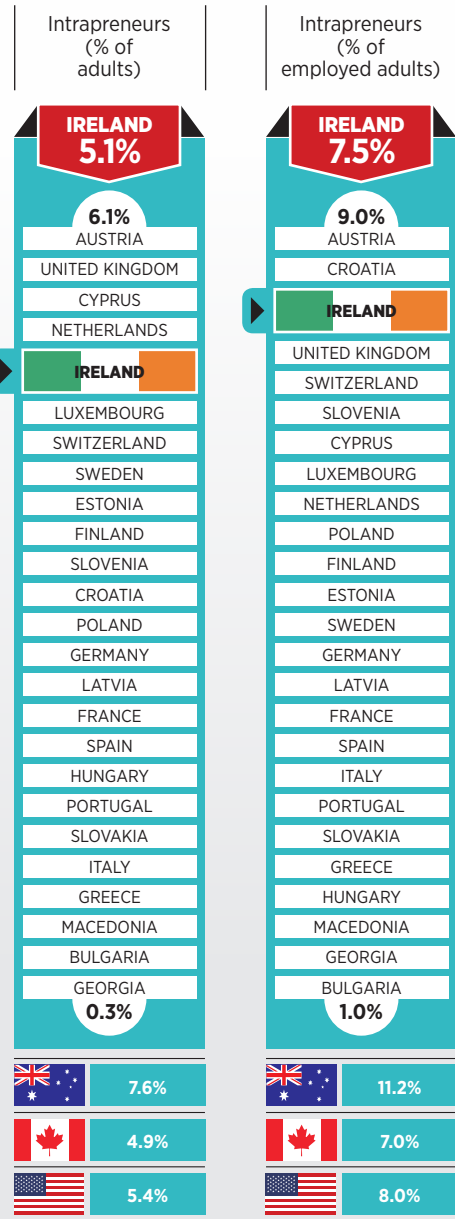 Intrapreneurs
(% of
adults)
IRELAND
5.1%
6.1%
AUSTRIA
UNITED KINGDOM
CYPRUS
NETHERLANDS
IRELAND
LUXEMBOURG
SWITZERLAND
SWEDEN
ESTONIA
FINLAND
SLOVENIA
CROATIA
POLAND
GERMANY
LATVIA
FRANCE
SPAIN
HUNGARY
PORTUGAL
SLOVAKIA
ITALY
GREECE
MACEDONIA
BULGARIA
GEORGIA
0.3%
7.6%
4.9%
5.4%
Intrapreneurs
(% of
employed adults)
IRELAND
7.5%
9.0%
AUSTRIA
CROATIA
IRELAND
UNITED KINGDOM
SWITZERLAND
SLOVENIA
CYPRUS
LUXEMBOURG
NETHERLANDS
POLAND
FINLAND
ESTONIA
SWEDEN
GERMANY
LATVIA
FRANCE
SPAIN
ITALY
PORTUGAL
SLOVAKIA
GREECE
HUNGARY
MACEDONIA
GEORGIA
BULGARIA
1.0%
11.2%
7.0%
8.0%